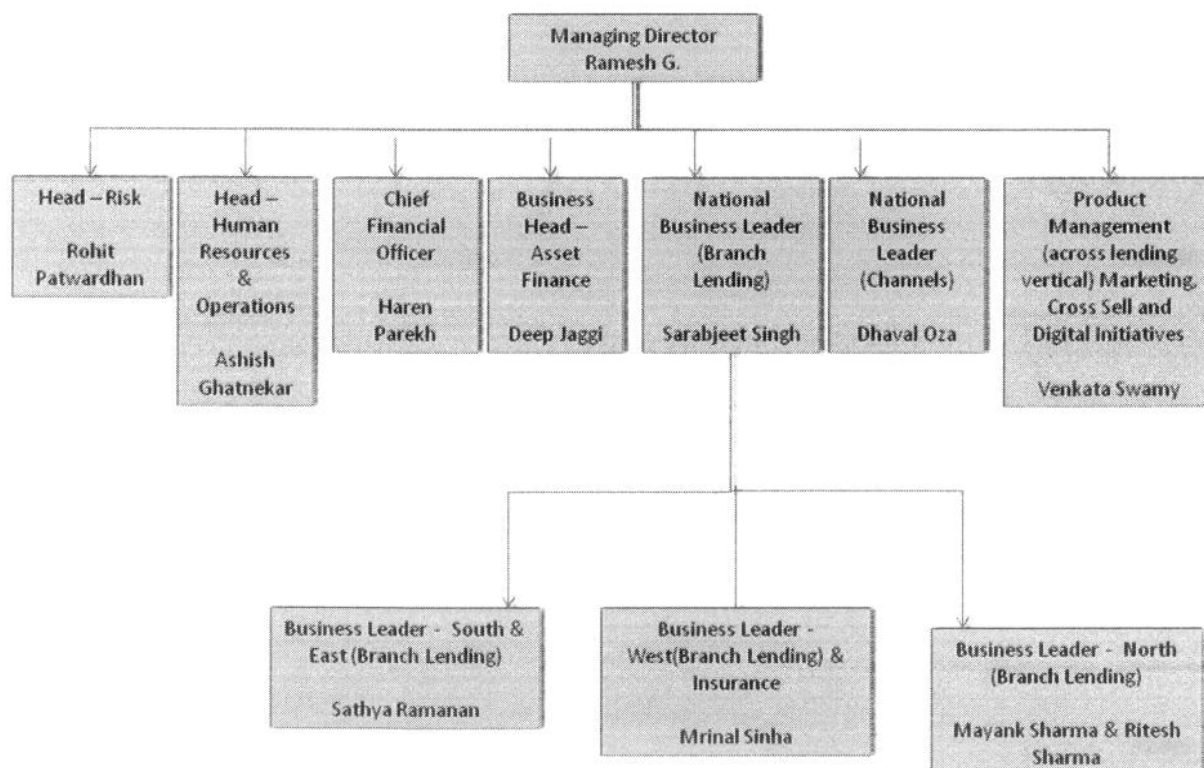 Managing Director
Ramesh G.
Head – Risk
Rohit
Patwardhan
Head –
Human
Resources
&
Operations
Ashish
Ghatnekar
Chief
Financial
Officer
Haren
Parekh
Business
Head –
Asset
Finance
Deep Jaggi
National
Business Leader
(Branch
Lending)
Sarabjeet Singh
National
Business
Leader
(Channels)
Dhaval Oza
Product
Management
(across lending
vertical) Marketing,
Cross Sell and
Digital Initiatives
Venkata Swamy
Business Leader - South &
East (Branch Lending)
Sathya Ramanan
Business Leader -
West(Branch Lending) &
Insurance
Mrinal Sinha
Business Leader - North
(Branch Lending)
Mayank Sharma & Ritesh
Sharma